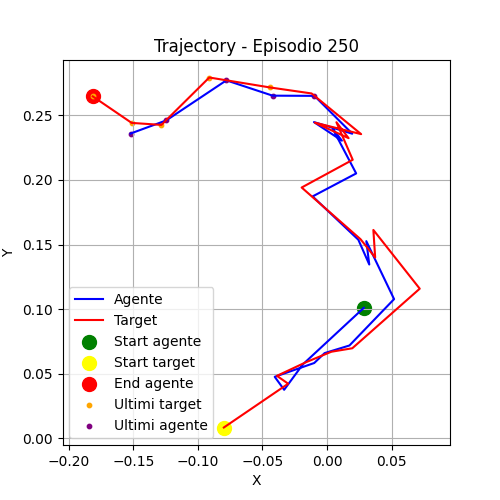 Trajectory - Episodio 250
Y
0.25
0.20
0.15
0.10
0.05
0.00
Agente
Target
Start agente
Start target
End agente
Ultimi target
Ultimi agente
−0.20 −0.15 −0.10 −0.05 0.00 0.05
X